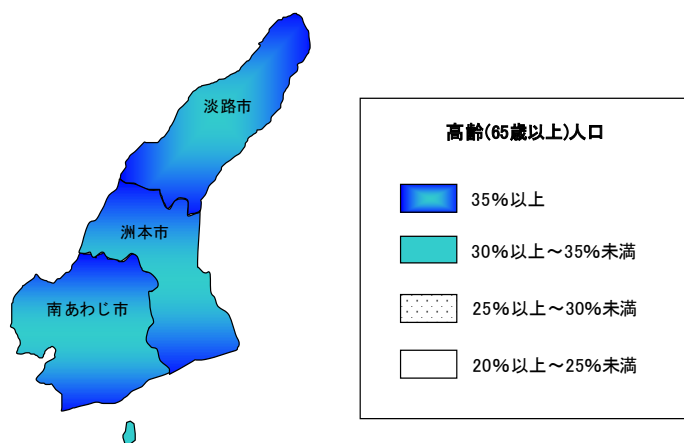 淡路市
洲本市
南あわじ市
高齢(65歳以上)人口
35%以上
30%以上～35%未満
25%以上～30%未満
20%以上～25%未満